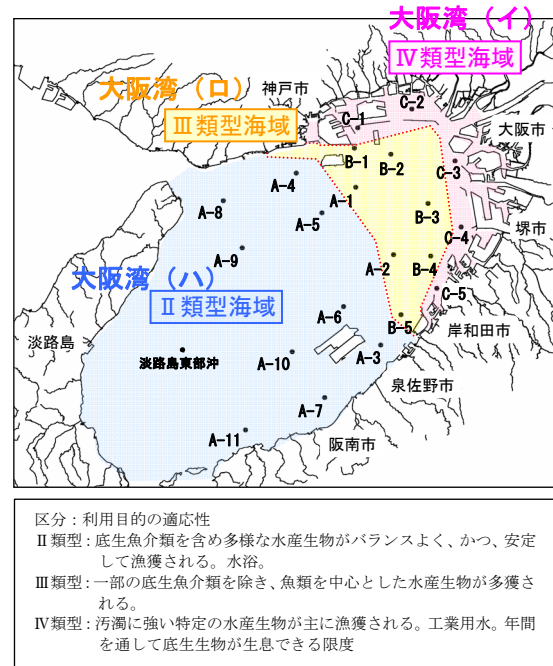 大阪湾（イ）
Ⅳ類型海域
大阪湾（ロ）
神戸市
Ⅲ類型海域
C-2
C-1
大阪市
B-1
B-2
C-3
A-4
A-1
A-8
A-5
B-3
堺市
C-4
A-9
A-2
B-4
大阪湾（ハ）
Ⅱ類型海域
C-5
A-6
B-5
岸和田市
淡路島
淡路島東部沖
A-10
A-3
泉佐野市
A-7
A-11
阪南市
区分：利用目的の適応性
Ⅱ類型：底生魚介類を含め多様な水産生物がバランスよく、かつ、安定
して漁獲される。水浴。
Ⅲ類型：一部の底生魚介類を除き、魚類を中心とした水産生物が多獲さ
れる。
Ⅳ類型：汚濁に強い特定の水産生物が主に漁獲される。工業用水。年間
を通して底生生物が生息できる限度